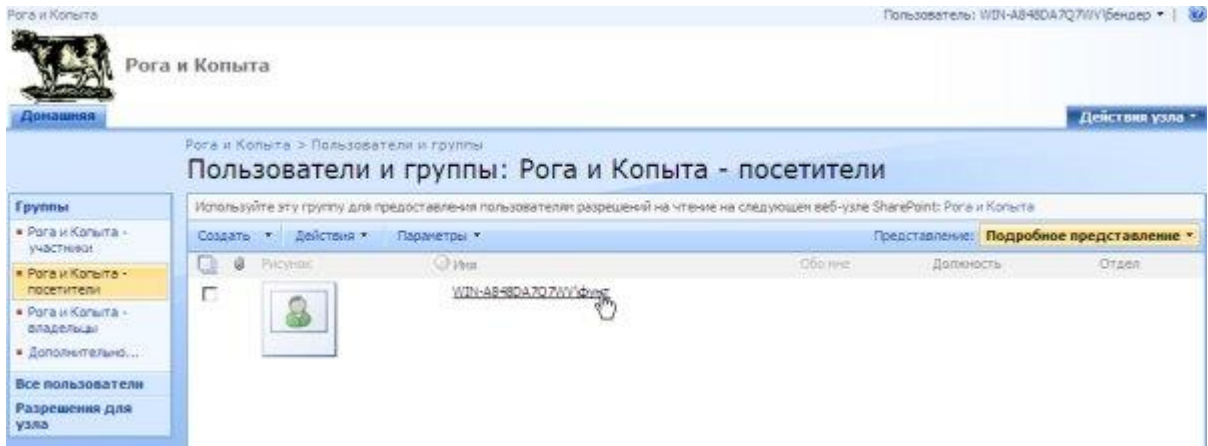 Рога и Копыта
Пользователь: WIN-A848DA7Q7WV\бендер
Рога и Копыта
Домашняя
Действия узла
Рога и Копыта > Пользователи и группы
Пользователи и группы: Рога и Копыта - посетители
Группы
Рога и Копыта -
участники
Рога и Копыта -
посетители
Рога и Копыта -
владельцы
Дополнительно...
Все пользователи
Разрешения для
узла
Используйте эту группу для предоставления пользователям разрешений на чтение на следующем веб-узле SharePoint: Рога и Копыта
Создать Действия Параметры Представление: Подробное представление
Рисунок Имя Обо мне Должность Отдел
WIN-A848DA7Q7WV\фунт